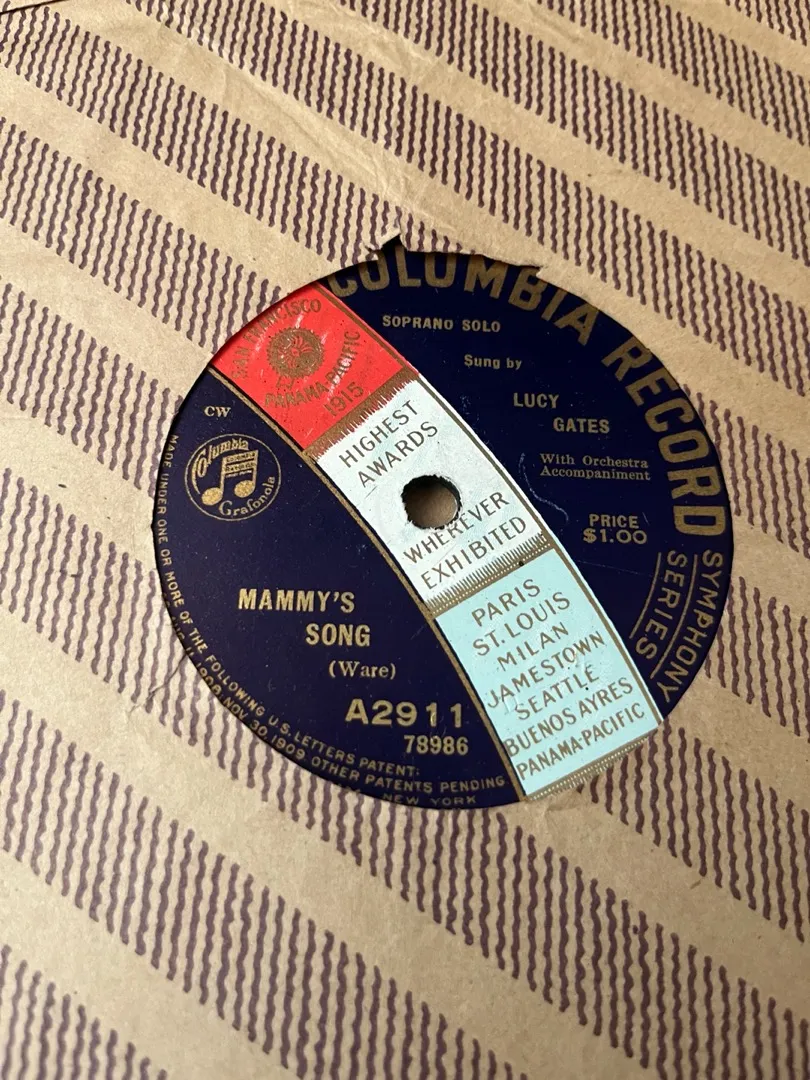 COLUMBIA RECORD
SYMPHONY
SERIES
SOPRANO SOLO
Sung by
LUCY
GATES
With Orchestra
Accompaniment
PRICE
$1.00
SAN FRANCISCO
PANAMA-PACIFIC
1915
HIGHEST
AWARDS
WHEREVER
EXHIBITED
PARIS
ST. LOUIS
MILAN
JAMESTOWN
SEATTLE
BUENOS AYRES
PANAMA-PACIFIC
CW
Columbia
Grafonola
MAMMY'S
SONG
(Ware)
A2911
78986
MADE UNDER ONE OR MORE OF THE FOLLOWING U.S. LETTERS PATENT:
1908 NOV 30 1909 OTHER PATENTS PENDING
NEW YORK